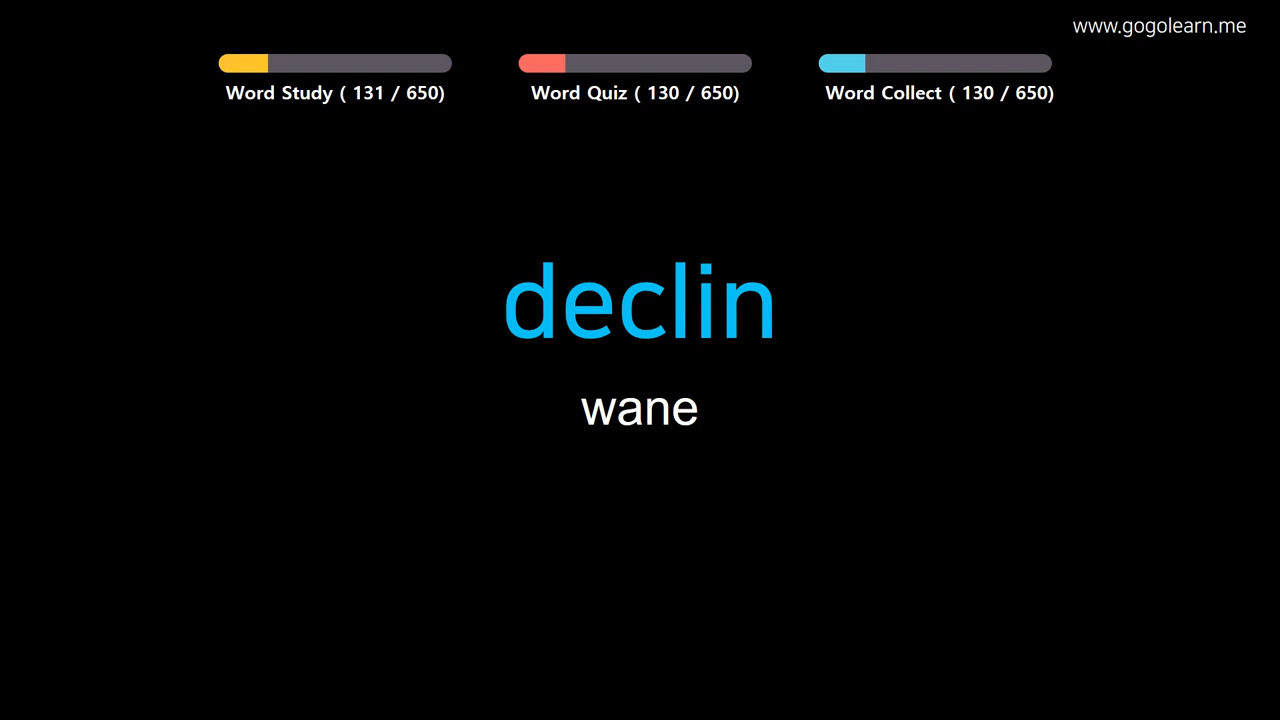 www.gogolearn.me
Word Study ( 131 / 650)
Word Quiz ( 130 / 650)
Word Collect ( 130 / 650)
declin
wane